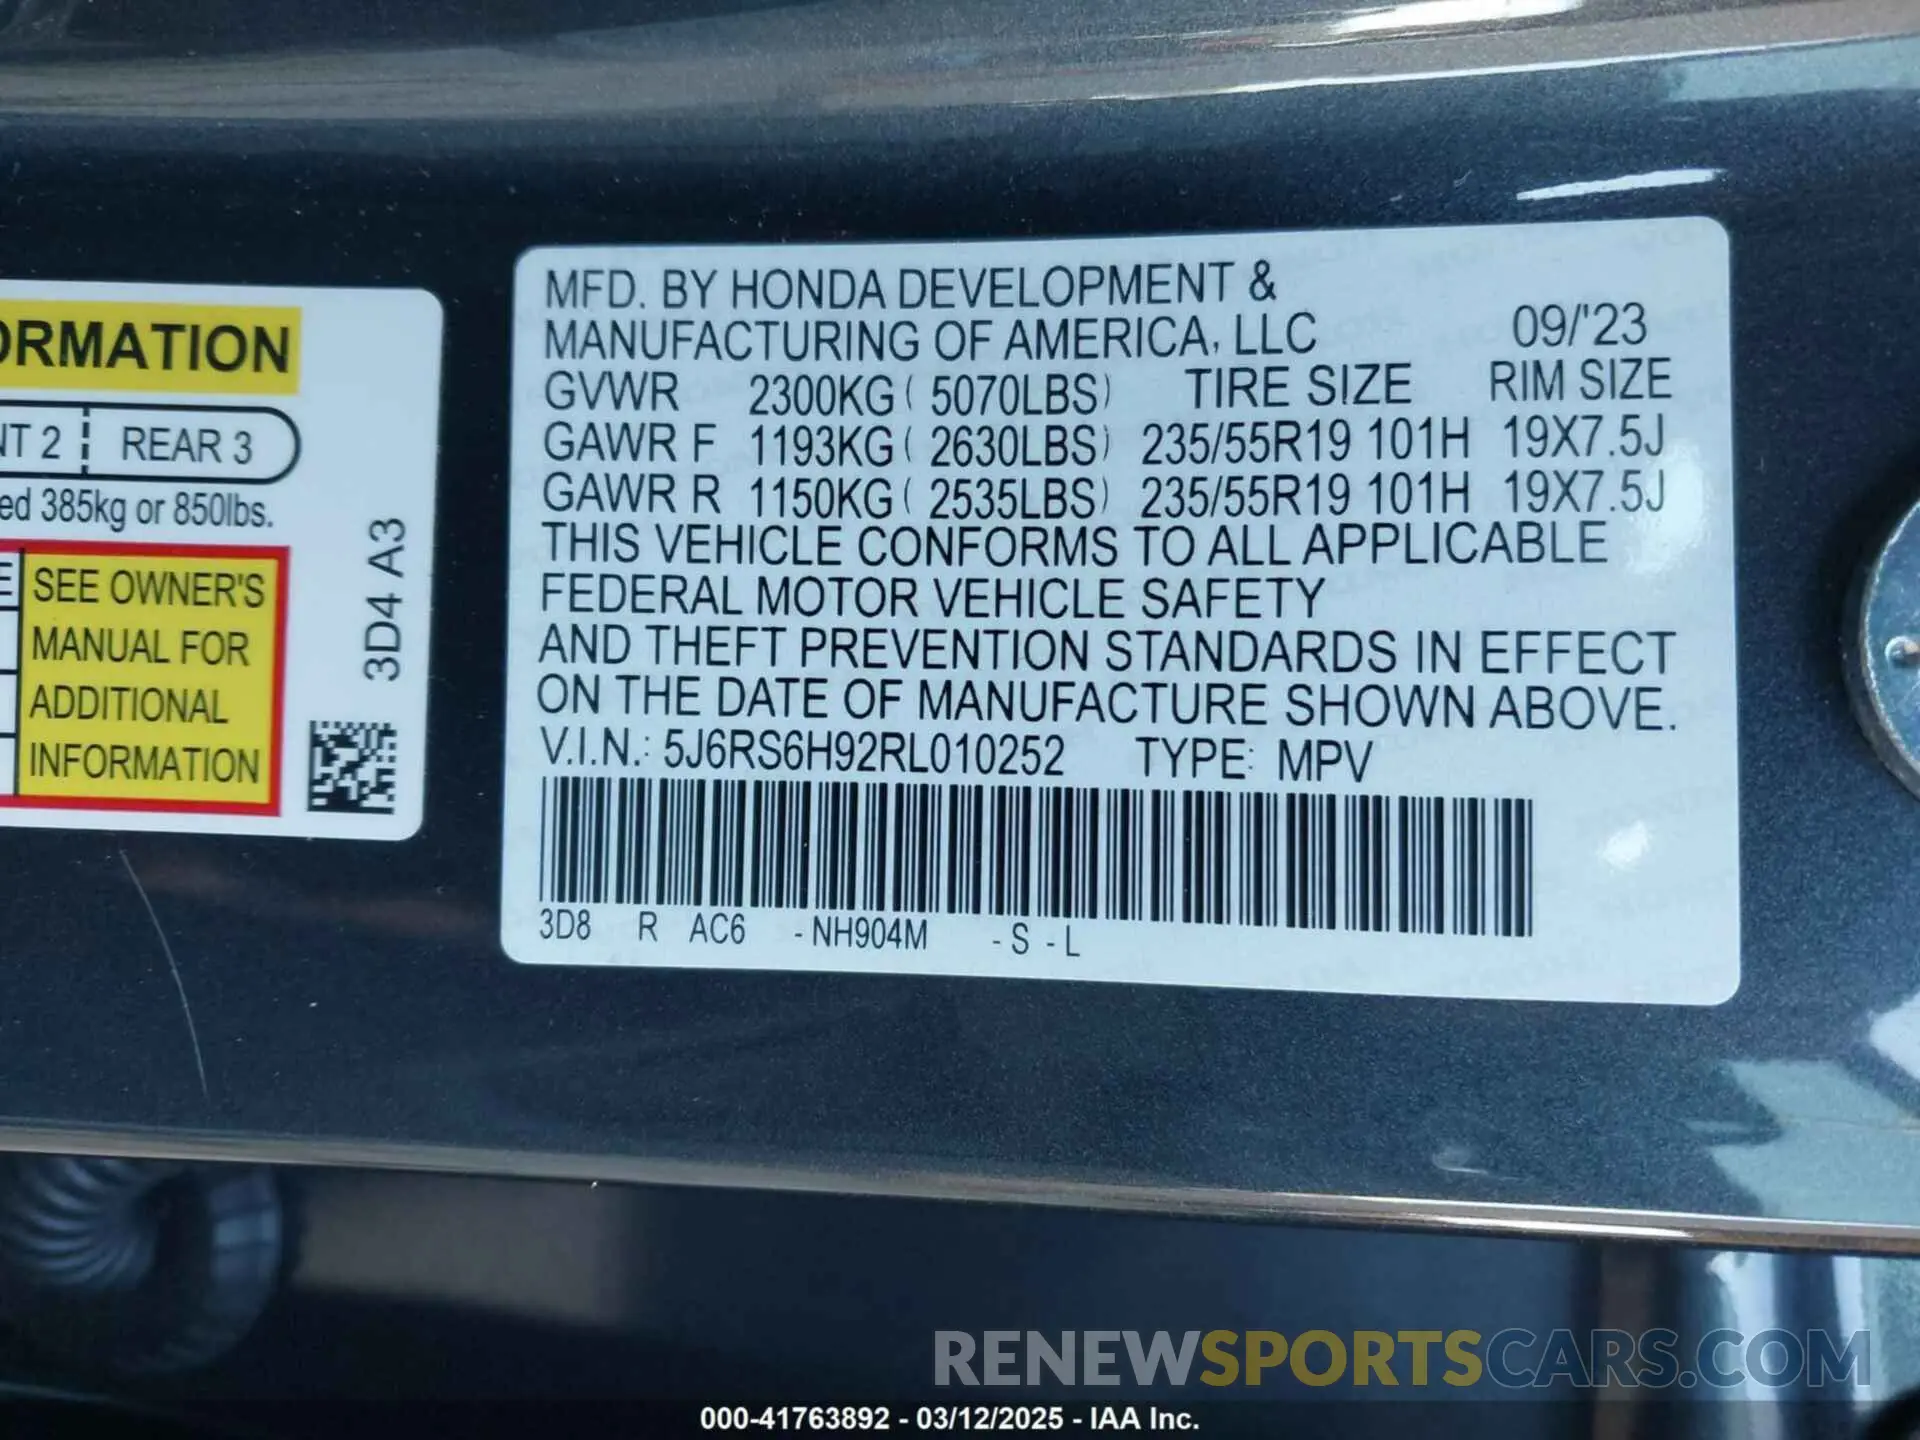 ORMATION
NT 2 REAR 3
ed 385kg or 850lbs.
E SEE OWNER'S
MANUAL FOR
ADDITIONAL
INFORMATION
3D4 A3
MFD. BY HONDA DEVELOPMENT &
MANUFACTURING OF AMERICA, LLC 09/'23
GVWR 2300KG ( 5070LBS) TIRE SIZE RIM SIZE
GAWR F 1193KG ( 2630LBS) 235/55R19 101H 19X7.5J
GAWR R 1150KG ( 2535LBS) 235/55R19 101H 19X7.5J
THIS VEHICLE CONFORMS TO ALL APPLICABLE
FEDERAL MOTOR VEHICLE SAFETY
AND THEFT PREVENTION STANDARDS IN EFFECT
ON THE DATE OF MANUFACTURE SHOWN ABOVE.
V.I.N.: 5J6RS6H92RL010252 TYPE: MPV
3D8 R AC6 -NH904M -S -L
RENEWSPORTSCARS.COM
000-41763892 - 03/12/2025 - IAA Inc.